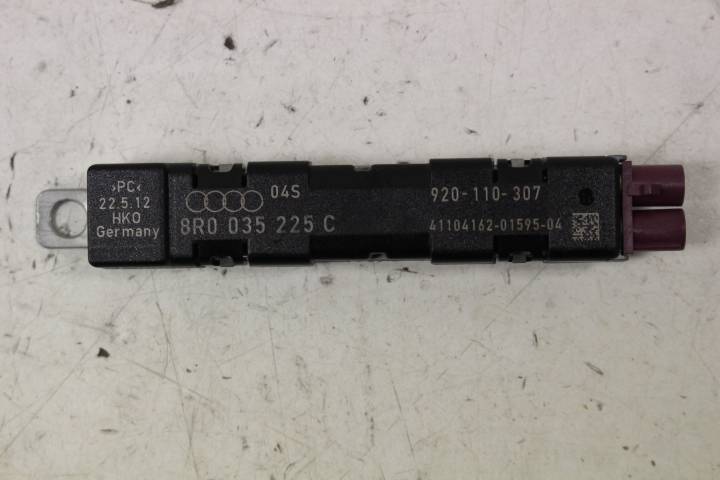 >PC<
22.5.12
HKO
Germany
04S
8R0 035 225 C
920-110-307
41104162-01595-04